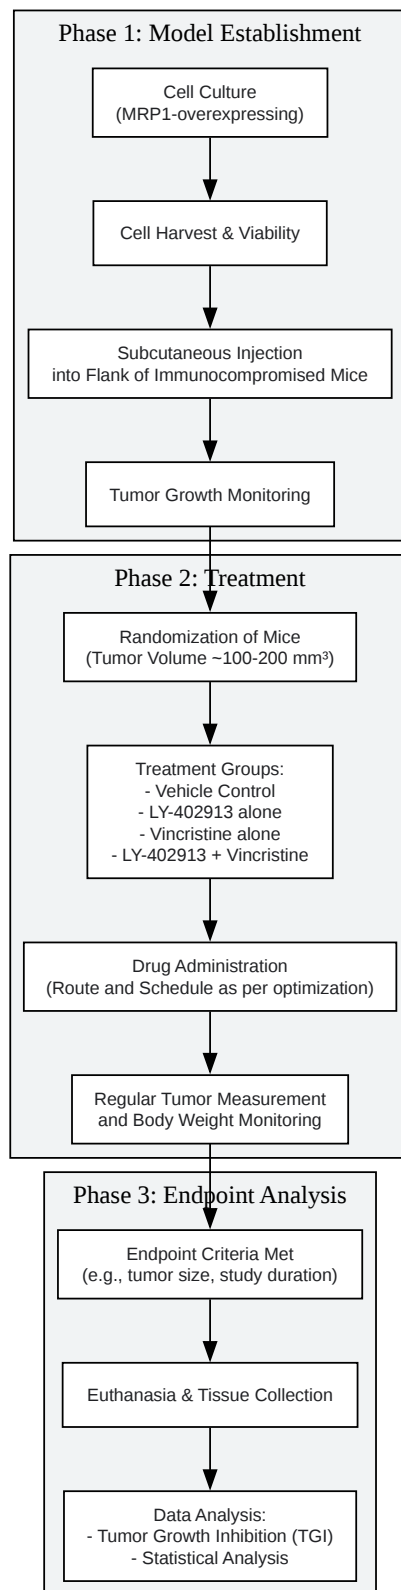 Phase 1: Model Establishment
Cell Culture
(MRP1-overexpressing)
Cell Harvest & Viability
Subcutaneous Injection
into Flank of Immunocompromised Mice
Tumor Growth Monitoring
Phase 2: Treatment
Randomization of Mice
(Tumor Volume ~100-200 mm³)
Treatment Groups:
- Vehicle Control
- LY-402913 alone
- Vincristine alone
- LY-402913 + Vincristine
Drug Administration
(Route and Schedule as per optimization)
Regular Tumor Measurement
and Body Weight Monitoring
Phase 3: Endpoint Analysis
Endpoint Criteria Met
(e.g., tumor size, study duration)
Euthanasia & Tissue Collection
Data Analysis:
- Tumor Growth Inhibition (TGI)
- Statistical Analysis